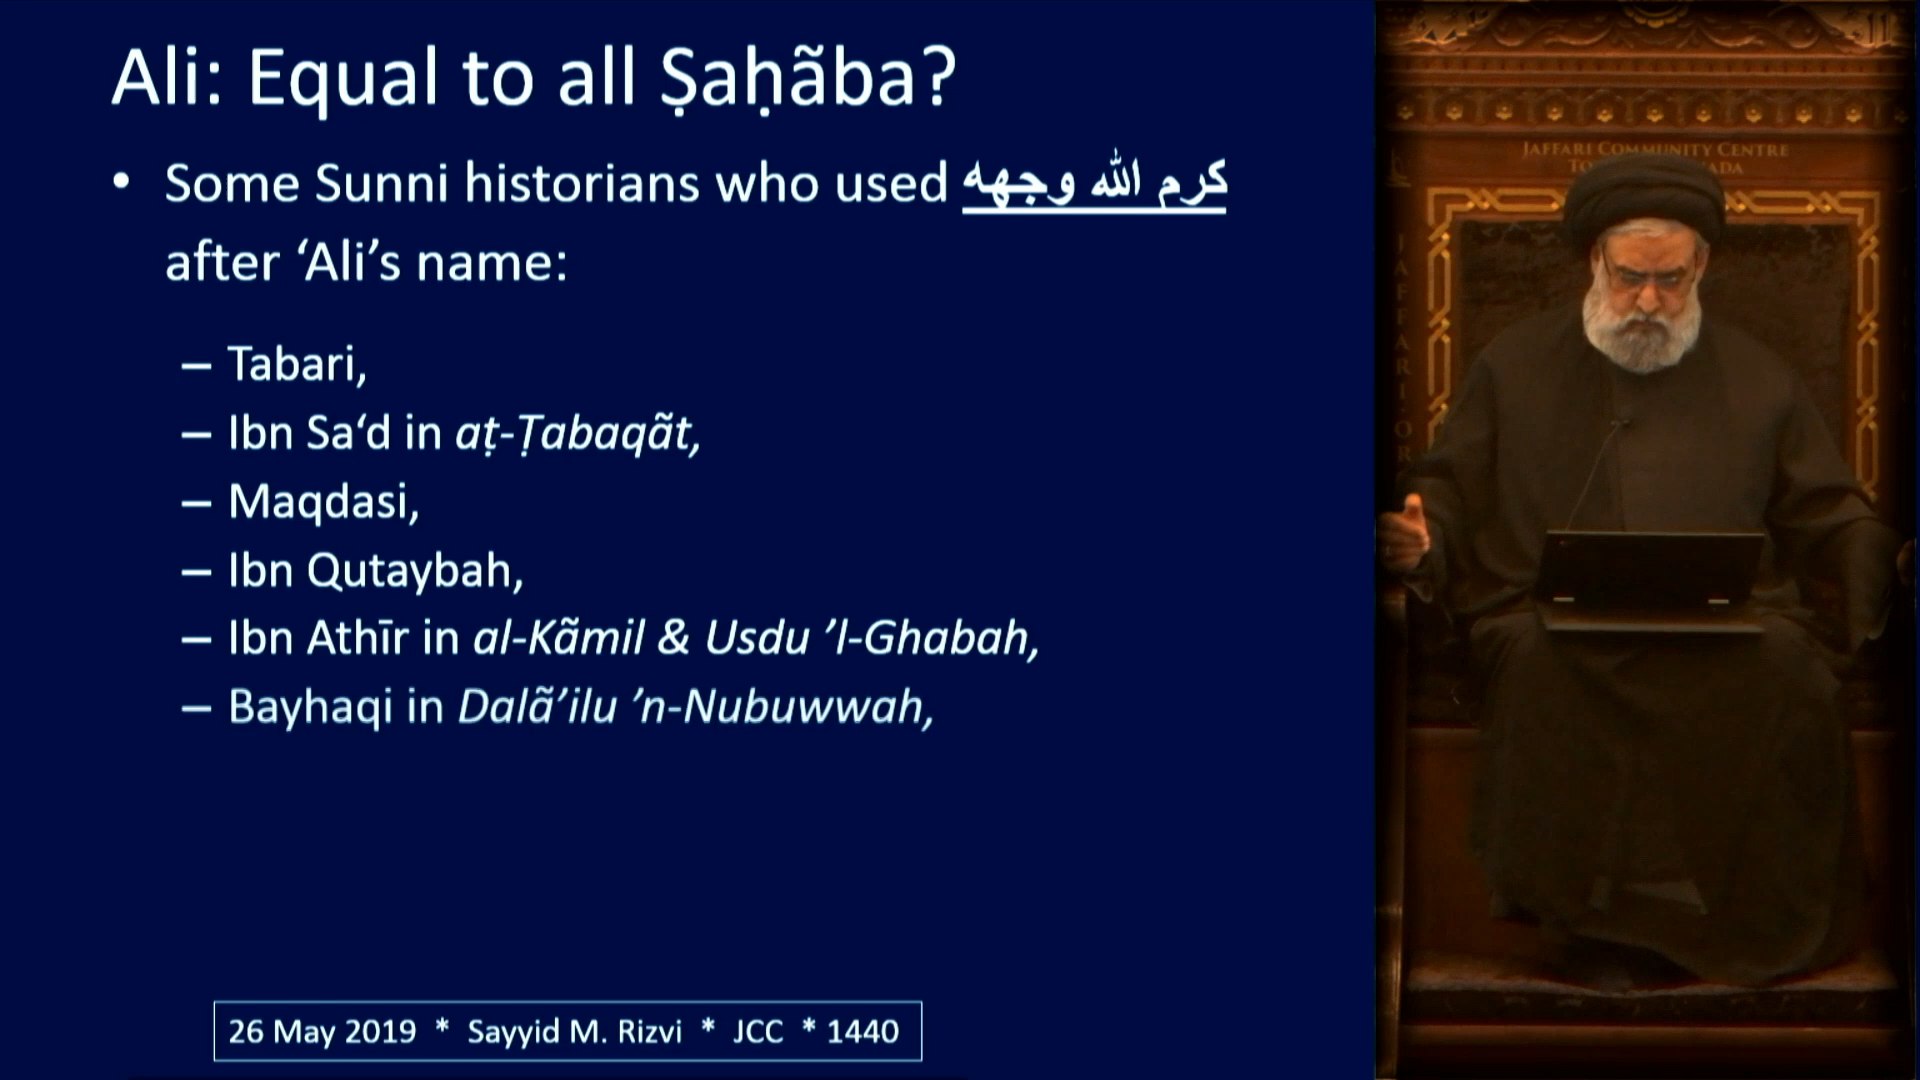 Ali: Equal to all Ṣaḥãba?
• Some Sunni historians who used كرم الله وجهه
after ‘Ali’s name:
– Tabari,
– Ibn Sa‘d in aṭ-Ṭabaqãt,
– Maqdasi,
– Ibn Qutaybah,
– Ibn Athīr in al-Kãmil & Usdu ’l-Ghabah,
– Bayhaqi in Dalã’ilu ’n-Nubuwwah,
26 May 2019 * Sayyid M. Rizvi * JCC * 1440
JAFFARI COMMUNITY CENTRE